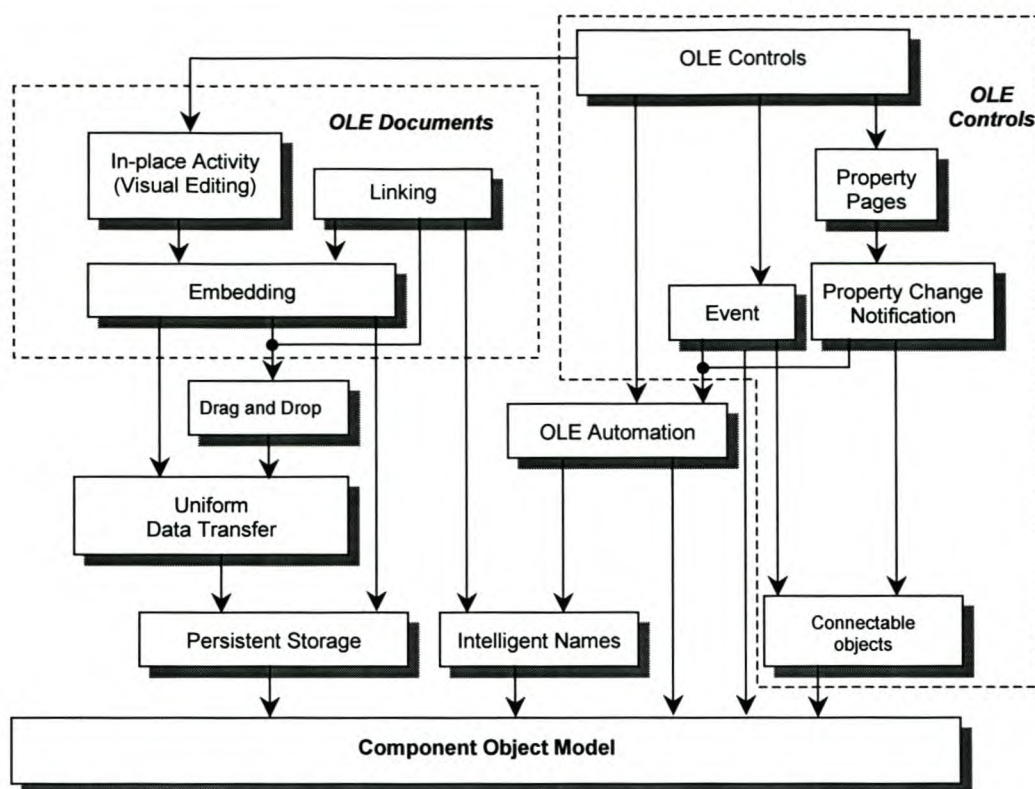 OLE Controls
OLE
Controls
OLE Documents
In-place Activity
(Visual Editing)
Linking
Property
Pages
Embedding
Event
Property Change
Notification
Drag and Drop
OLE Automation
Uniform
Data Transfer
Persistent Storage
Intelligent Names
Connectable
objects
Component Object Model